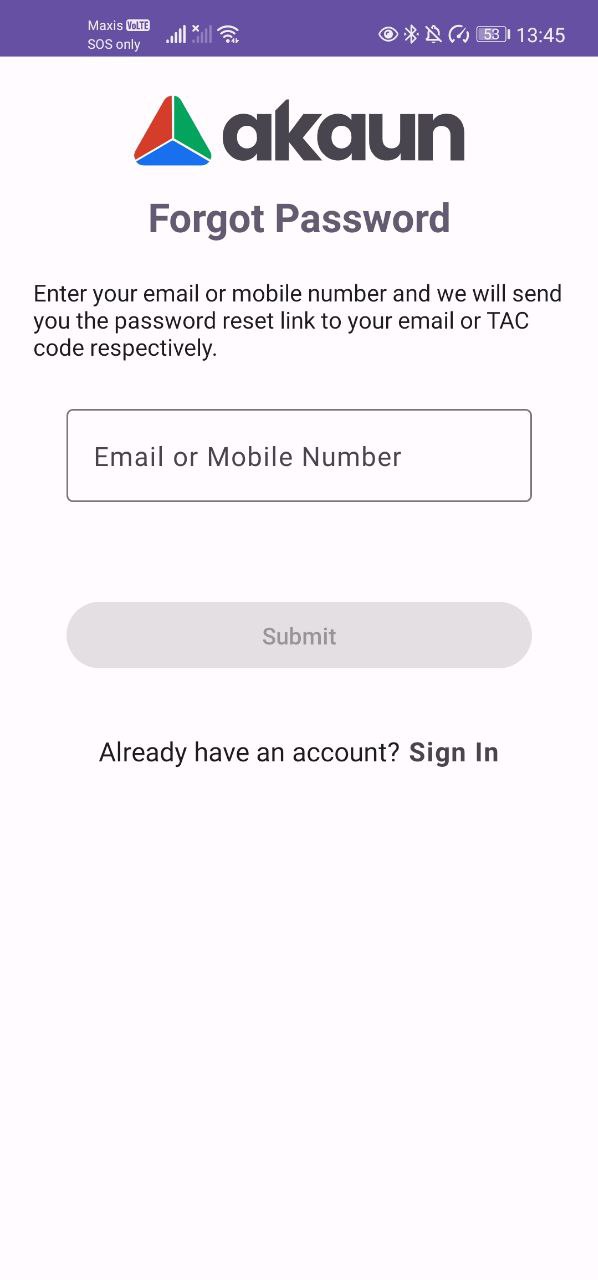 Maxis VoLTE
SOS only
53 13:45
akaun
Forgot Password
Enter your email or mobile number and we will send
you the password reset link to your email or TAC
code respectively.
Email or Mobile Number
Submit
Already have an account? Sign In